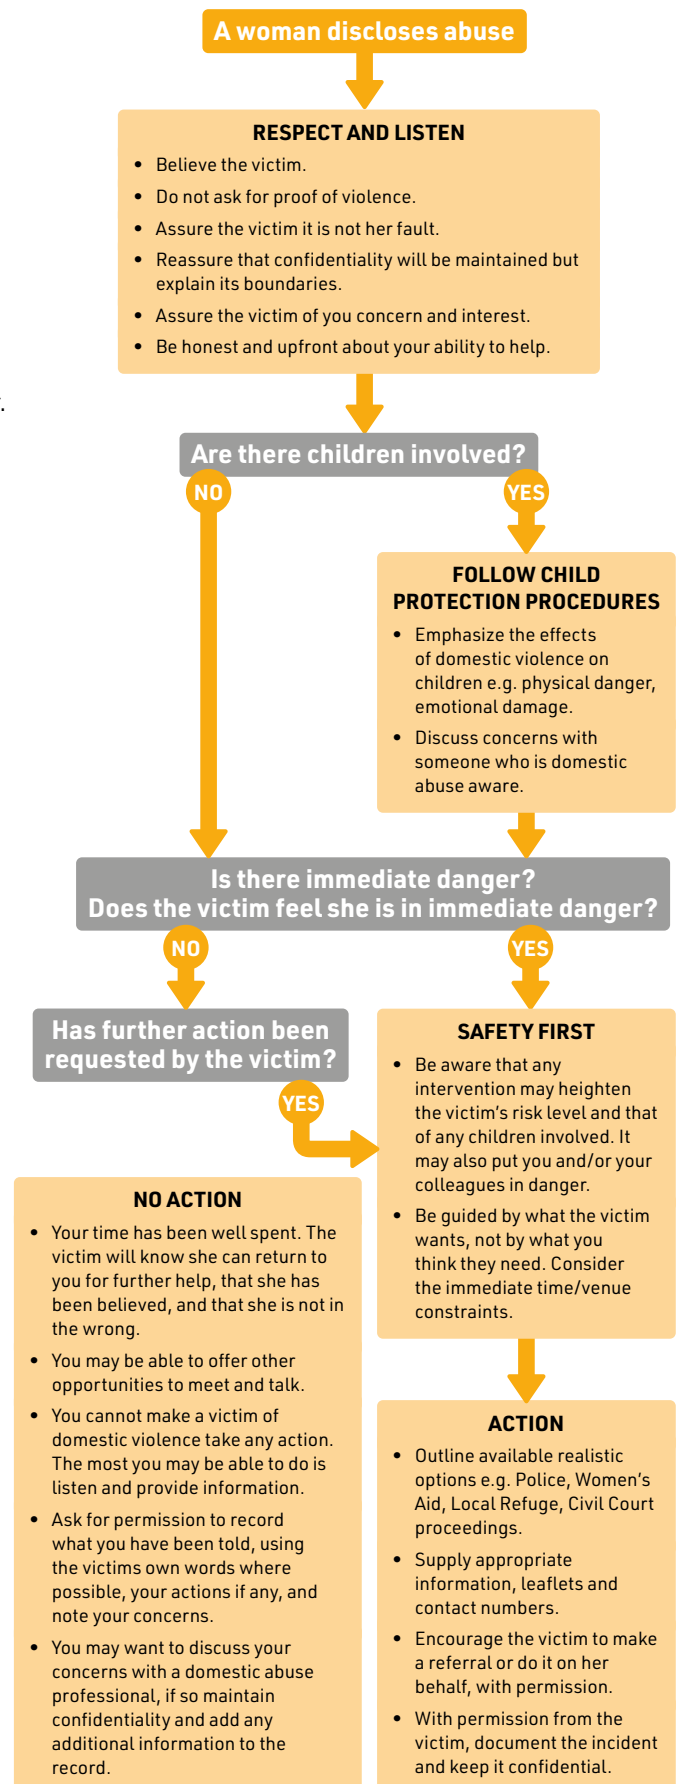 A woman discloses abuse
RESPECT AND LISTEN
• Believe the victim.
• Do not ask for proof of violence.
• Assure the victim it is not her fault.
• Reassure that confidentiality will be maintained but
explain its boundaries.
• Assure the victim of you concern and interest.
• Be honest and upfront about your ability to help.
Are there children involved?
NO
YES
FOLLOW CHILD
PROTECTION PROCEDURES
• Emphasize the effects
of domestic violence on
children e.g. physical danger,
emotional damage.
• Discuss concerns with
someone who is domestic
abuse aware.
Is there immediate danger?
Does the victim feel she is in immediate danger?
NO
YES
Has further action been
requested by the victim?
YES
SAFETY FIRST
• Be aware that any
intervention may heighten
the victim's risk level and that
of any children involved. It
may also put you and/or your
colleagues in danger.
• Be guided by what the victim
wants, not by what you
think they need. Consider
the immediate time/venue
constraints.
NO ACTION
• Your time has been well spent. The
victim will know she can return to
you for further help, that she has
been believed, and that she is not in
the wrong.
• You may be able to offer other
opportunities to meet and talk.
• You cannot make a victim of
domestic violence take any action.
The most you may be able to do is
listen and provide information.
• Ask for permission to record
what you have been told, using
the victims own words where
possible, your actions if any, and
note your concerns.
• You may want to discuss your
concerns with a domestic abuse
professional, if so maintain
confidentiality and add any
additional information to the
record.
ACTION
• Outline available realistic
options e.g. Police, Women's
Aid, Local Refuge, Civil Court
proceedings.
• Supply appropriate
information, leaflets and
contact numbers.
• Encourage the victim to make
a referral or do it on her
behalf, with permission.
• With permission from the
victim, document the incident
and keep it confidential.